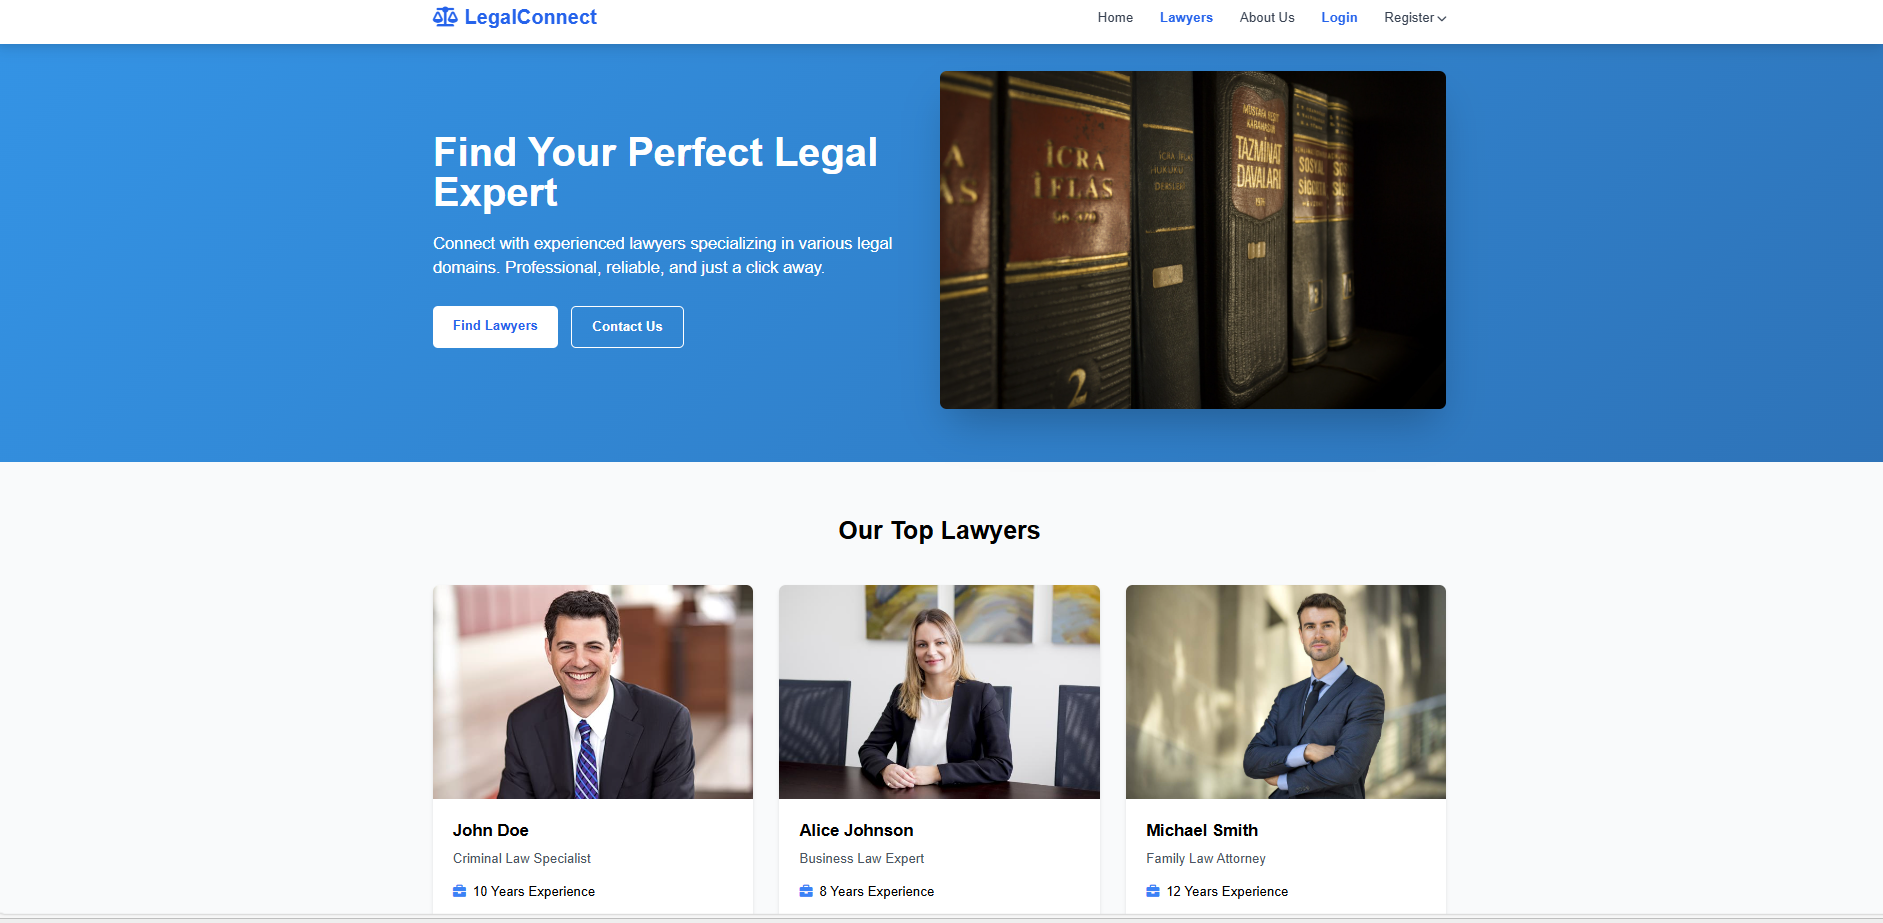 LegalConnect
Home Lawyers About Us Login Register
Find Your Perfect Legal
Expert
Connect with experienced lawyers specializing in various legal
domains. Professional, reliable, and just a click away.
Find Lawyers Contact Us
İCRA
İFLÂS
TAZMİNAT
DAVALARI
SOSYAL
2
Our Top Lawyers
John Doe
Criminal Law Specialist
10 Years Experience
Alice Johnson
Business Law Expert
8 Years Experience
Michael Smith
Family Law Attorney
12 Years Experience